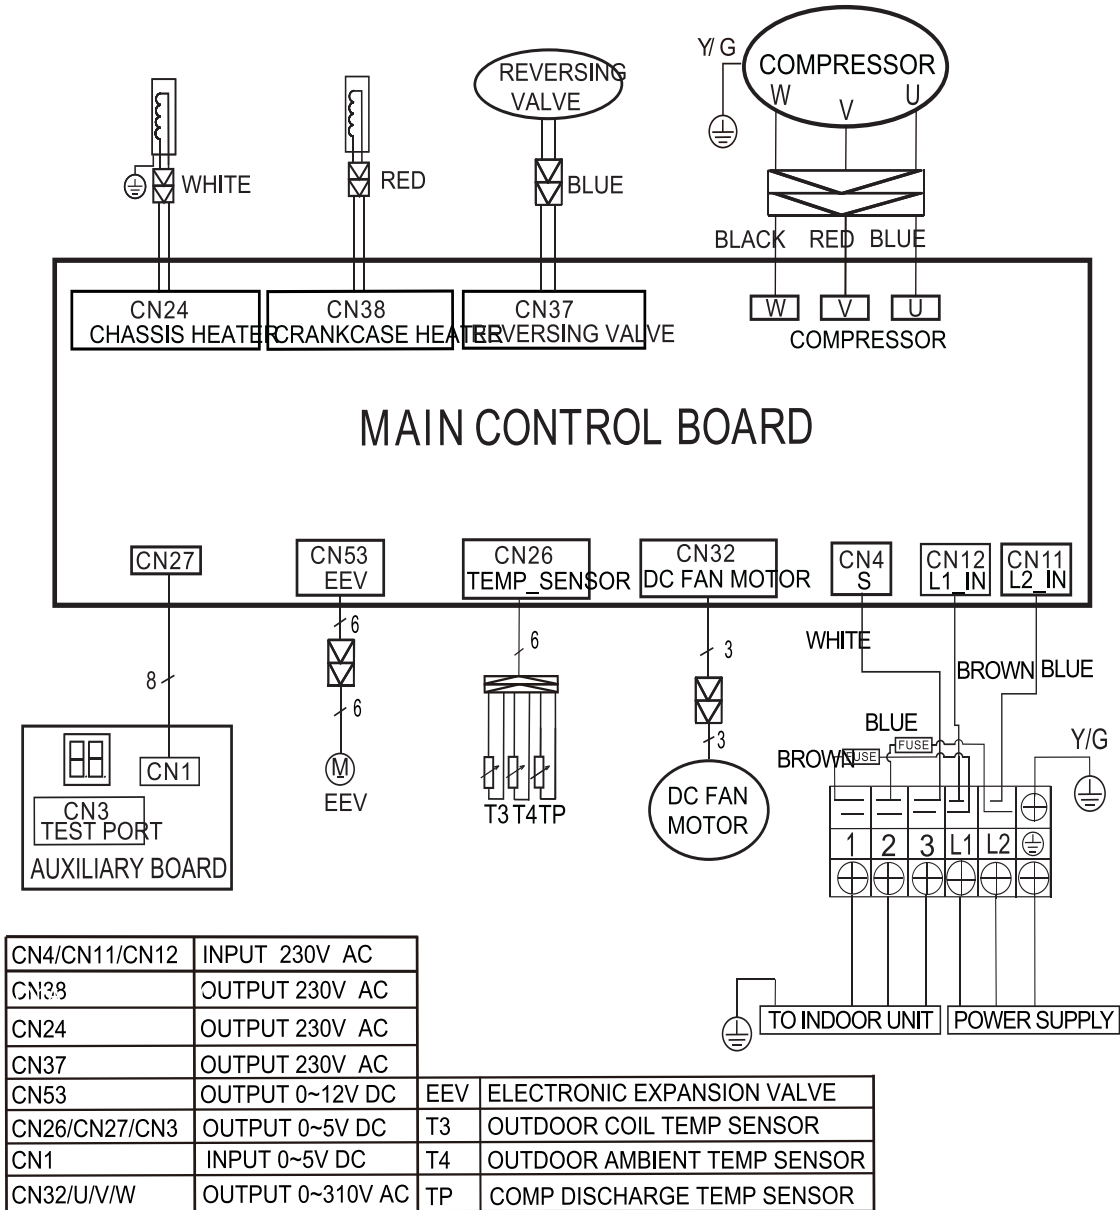 Y/ G
COMPRESSOR
W V U
REVERSING
VALVE
WHITE
RED
BLUE
BLACK RED BLUE
CN24
CHASSIS HEATER
CN38
CRANKCASE HEATER
CN37
REVERSING VALVE
W V U
COMPRESSOR
MAIN CONTROL BOARD
CN27
CN53
EEV
CN26
TEMP_SENSOR
CN32
DC FAN MOTOR
CN4
S
CN12
L1_IN
CN11
L2_IN
6
6
3
8
6
3
WHITE
BROWN
BLUE
CN1
CN3
TEST PORT
AUXILIARY BOARD
M
EEV
T3 T4 TP
DC FAN
MOTOR
BLUE
FUSE
BROWN
FUSE
Y/G
1 2 3 L1 L2
TO INDOOR UNIT
POWER SUPPLY
CN4/CN11/CN12 INPUT 230V AC
CN38 OUTPUT 230V AC
CN24 OUTPUT 230V AC
CN37 OUTPUT 230V AC
CN53 OUTPUT 0~12V DC EEV ELECTRONIC EXPANSION VALVE
CN26/CN27/CN3 OUTPUT 0~5V DC T3 OUTDOOR COIL TEMP SENSOR
CN1 INPUT 0~5V DC T4 OUTDOOR AMBIENT TEMP SENSOR
CN32/U/V/W OUTPUT 0~310V AC TP COMP DISCHARGE TEMP SENSOR